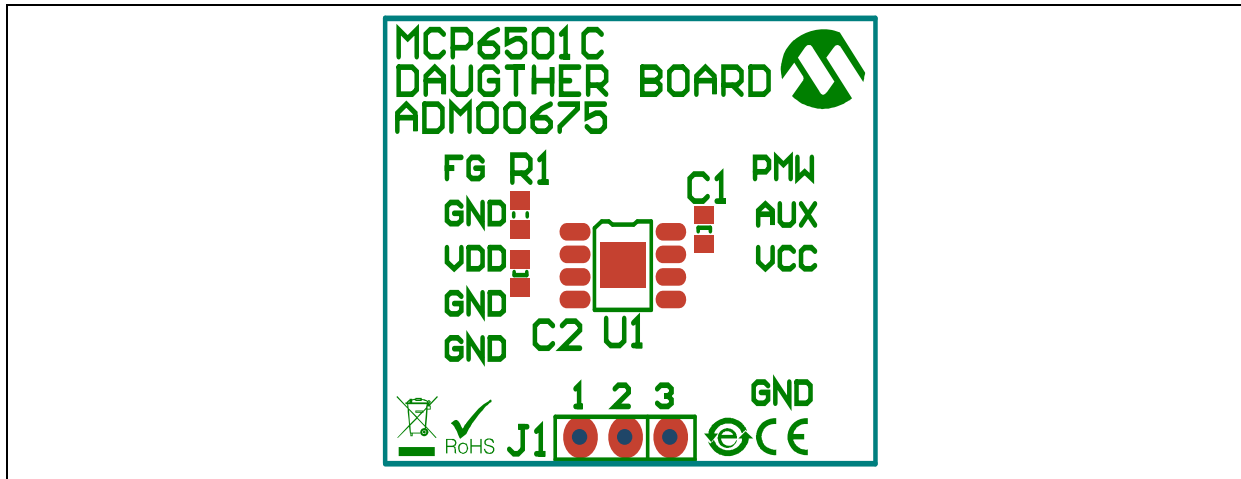 MCP6501C
DAUGTHER BOARD
ADM00675
FG R1 PMW
C1
GND AUX
VDD VCC
GND
C2 U1
GND
1 2 3 GND
RoHS J1 e CE